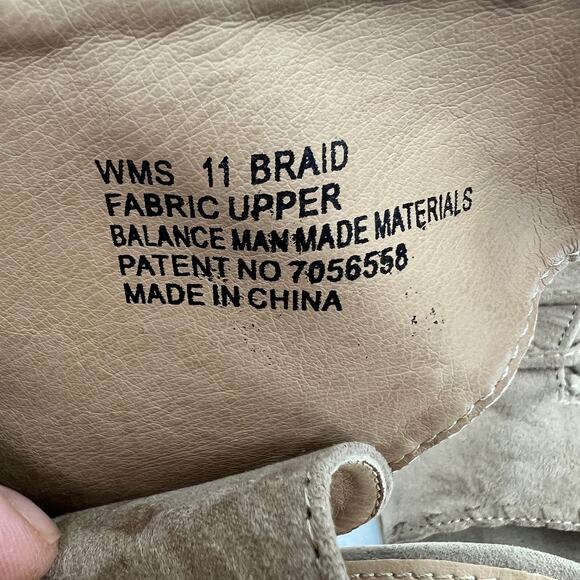 WMS 11 BRAID
FABRIC UPPER
BALANCE MAN MADE MATERIALS
PATENT NO 7056558
MADE IN CHINA